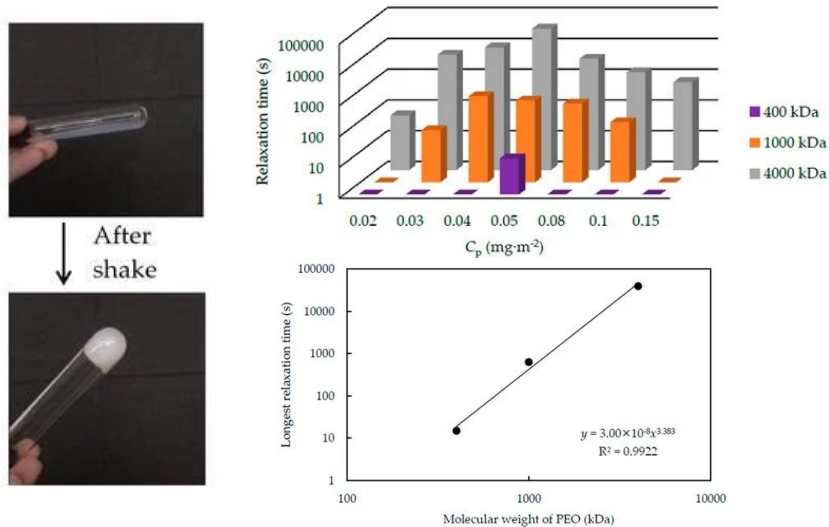 After
shake
Relaxation time (s)
100000
10000
1000
100
10
1
0.02 0.03 0.04 0.05 0.08 0.1 0.15
Cₚ (mg·m⁻²)
400 kDa
1000 kDa
4000 kDa
Longest relaxation time (s)
100000
10000
1000
100
10
1
y = 3.00×10⁻⁸x³·³⁸³
R² = 0.9922
100 1000 10000
Molecular weight of PEO (kDa)